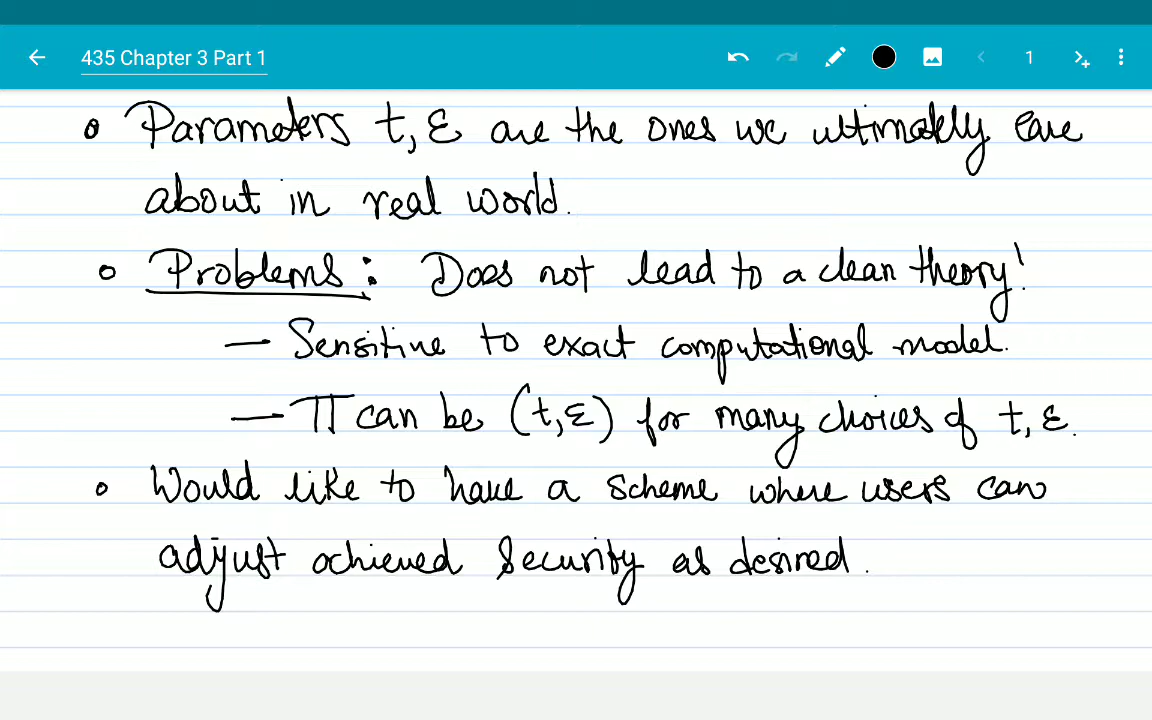 435 Chapter 3 Part 1
1
• Parameters t, ε are the ones we ultimately care
about in real world.
• Problems: Does not lead to a clean theory!
— Sensitive to exact computational model.
— Π can be (t, ε) for many choices of t, ε.
• Would like to have a scheme where users can
adjust achieved security as desired.